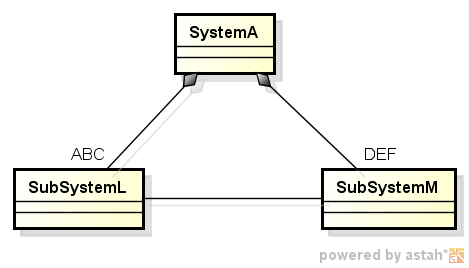 SystemA
ABC
DEF
SubSystemL
SubSystemM
powered by astah*